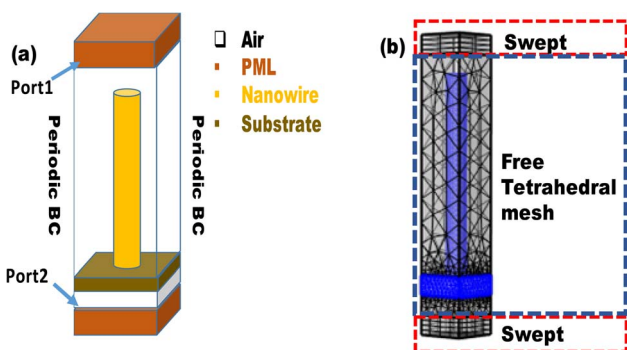 (a)
Port1
Periodic BC
Periodic BC
Port2
Air
PML
Nanowire
Substrate
(b)
Swept
Free
Tetrahedral
mesh
Swept